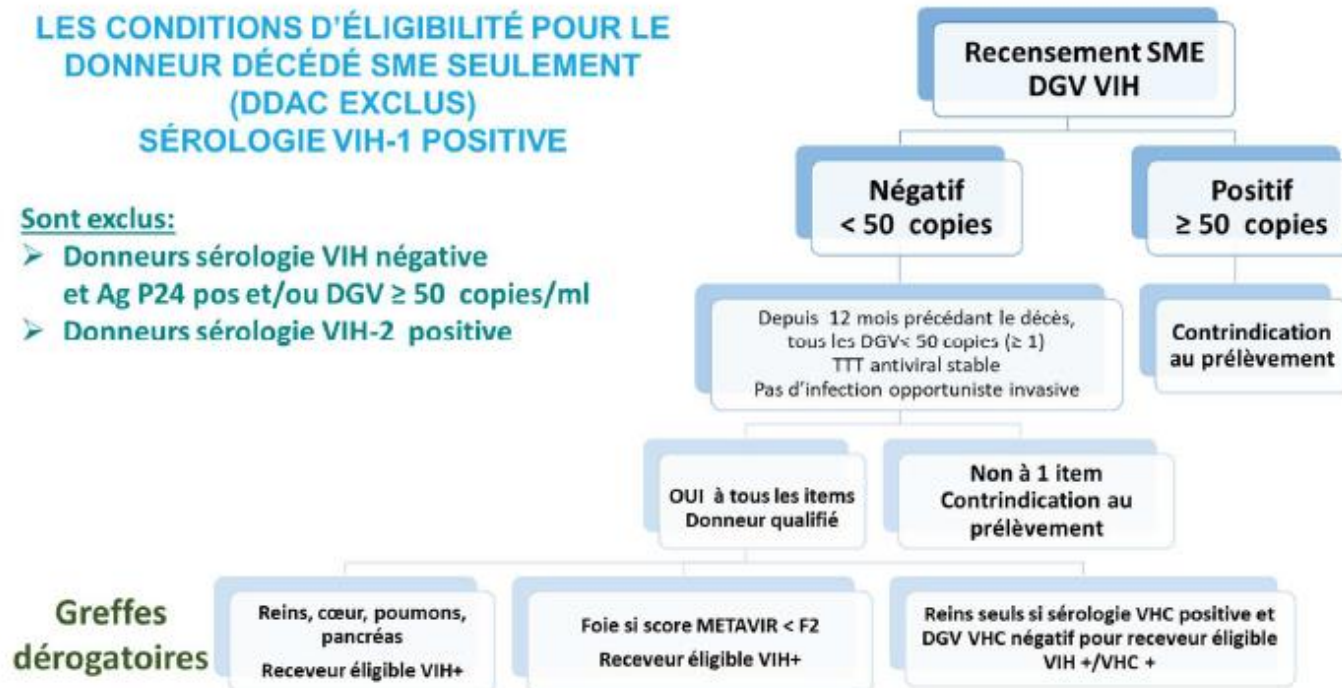 LES CONDITIONS D'ÉLIGIBILITÉ POUR LE
DONNEUR DÉCÉDÉ SME SEULEMENT
(DDAC EXCLUS)
SÉROLOGIE VIH-1 POSITIVE
Sont exclus:
➢ Donneurs sérologie VIH négative
et Ag P24 pos et/ou DGV ≥ 50 copies/ml
➢ Donneurs sérologie VIH-2 positive
Recensement SME
DGV VIH
Négatif
< 50 copies
Positif
≥ 50 copies
Depuis 12 mois précédant le décès,
tous les DGV< 50 copies (≥ 1)
TTT antiviral stable
Pas d'infection opportuniste invasive
Contrindication
au prélèvement
OUI à tous les items
Donneur qualifié
Non à 1 item
Contrindication au
prélèvement
Greffes
dérogatoires
Reins, cœur, poumons,
pancréas
Receveur éligible VIH+
Foie si score METAVIR < F2
Receveur éligible VIH+
Reins seuls si sérologie VHC positive et
DGV VHC négatif pour receveur éligible
VIH +/VHC +